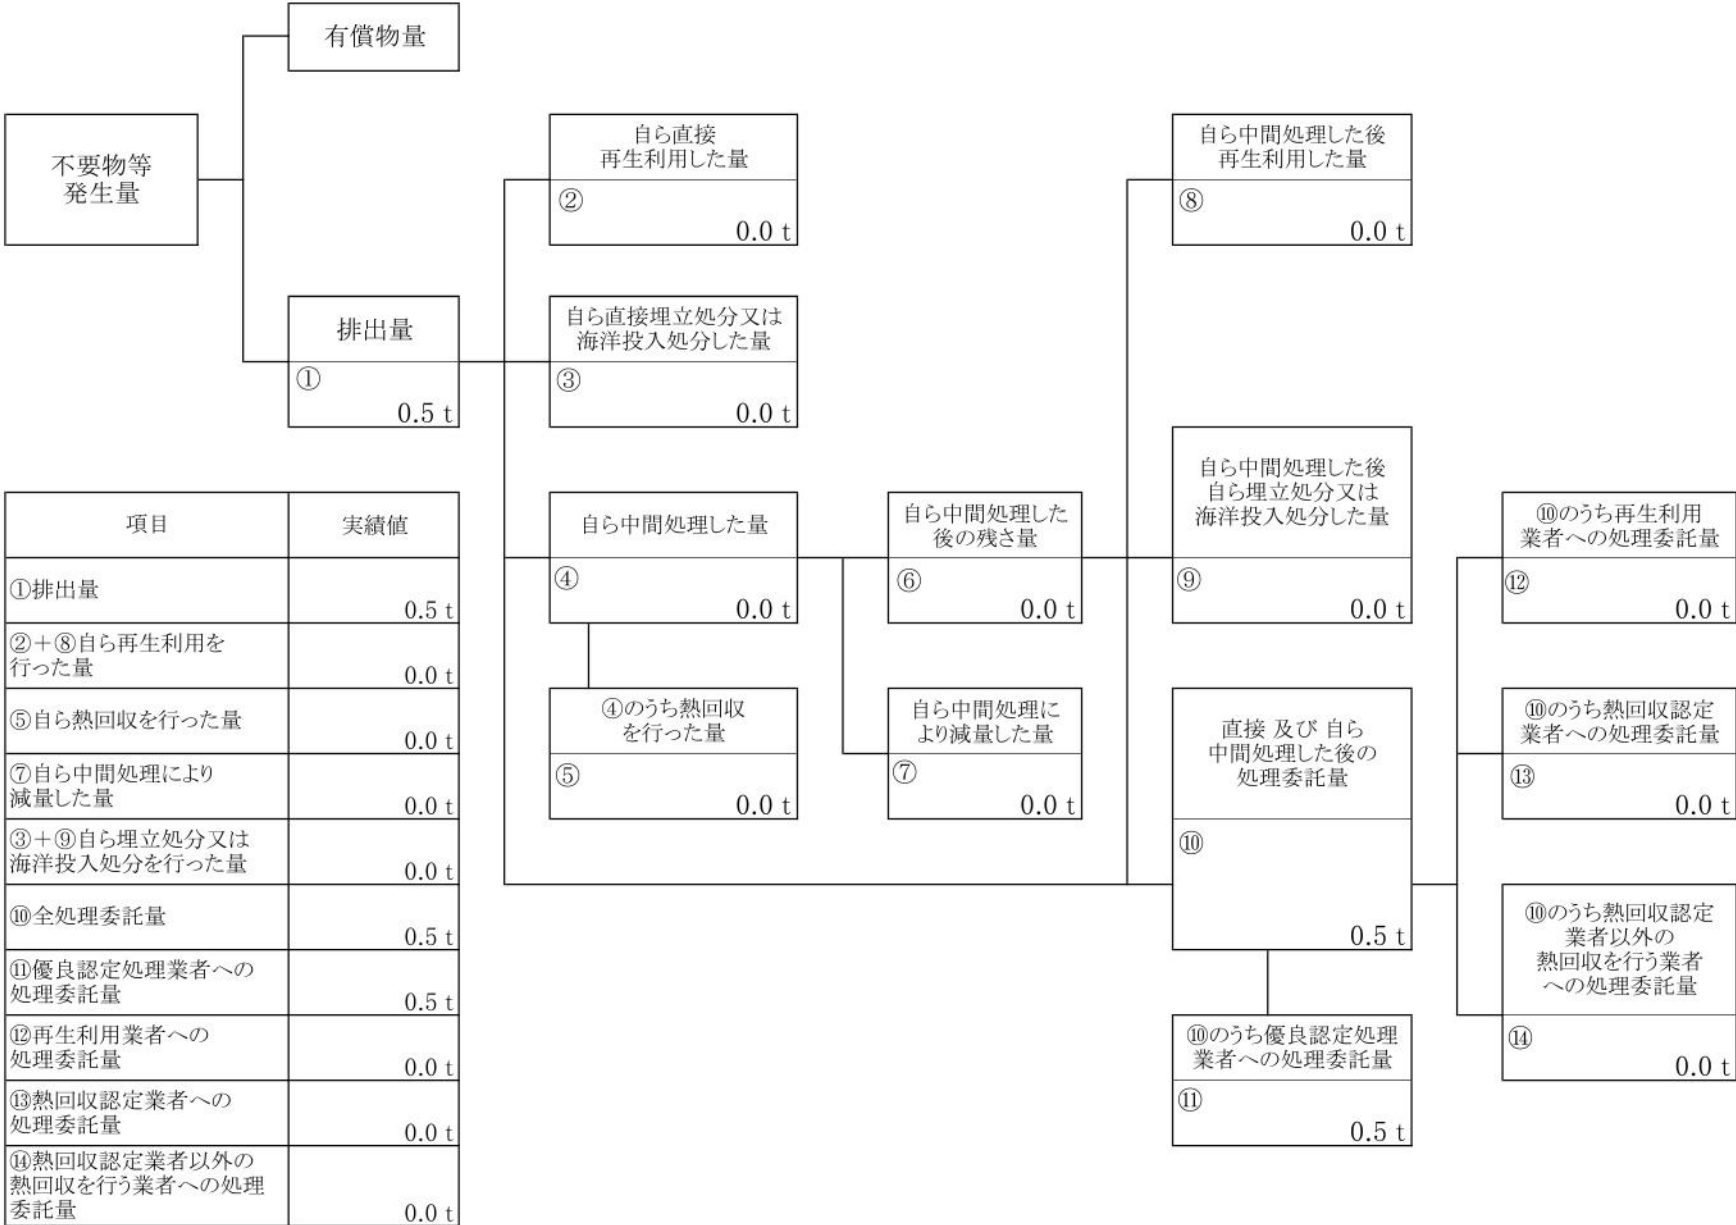 有償物量
不要物等
発生量
自ら直接
再生利用した量
②
0.0 t
自ら中間処理した後
再生利用した量
⑧
0.0 t
排出量
①
0.5 t
自ら直接埋立処分又は
海洋投入処分した量
③
0.0 t
自ら中間処理した量
④
0.0 t
自ら中間処理した
後の残さ量
⑥
0.0 t
自ら中間処理した後
自ら埋立処分又は
海洋投入処分した量
⑨
0.0 t
⑩のうち再生利用
業者への処理委託量
⑫
0.0 t
④のうち熱回収
を行った量
⑤
0.0 t
自ら中間処理に
より減量した量
⑦
0.0 t
直接 及び 自ら
中間処理した後の
処理委託量
⑩
0.5 t
⑩のうち熱回収認定
業者への処理委託量
⑬
0.0 t
⑩のうち熱回収認定
業者以外の
熱回収を行う業者
への処理委託量
⑭
0.0 t
⑩のうち優良認定処理
業者への処理委託量
⑪
0.5 t
項目 実績値
①排出量
0.5 t
②+⑧自ら再生利用を
行った量
0.0 t
⑤自ら熱回収を行った量
0.0 t
⑦自ら中間処理により
減量した量
0.0 t
③+⑨自ら埋立処分又は
海洋投入処分を行った量
0.0 t
⑩全処理委託量
0.5 t
⑪優良認定処理業者への
処理委託量
0.5 t
⑫再生利用業者への
処理委託量
0.0 t
⑬熱回収認定業者への
処理委託量
0.0 t
⑭熱回収認定業者以外の
熱回収を行う業者への処理
委託量
0.0 t